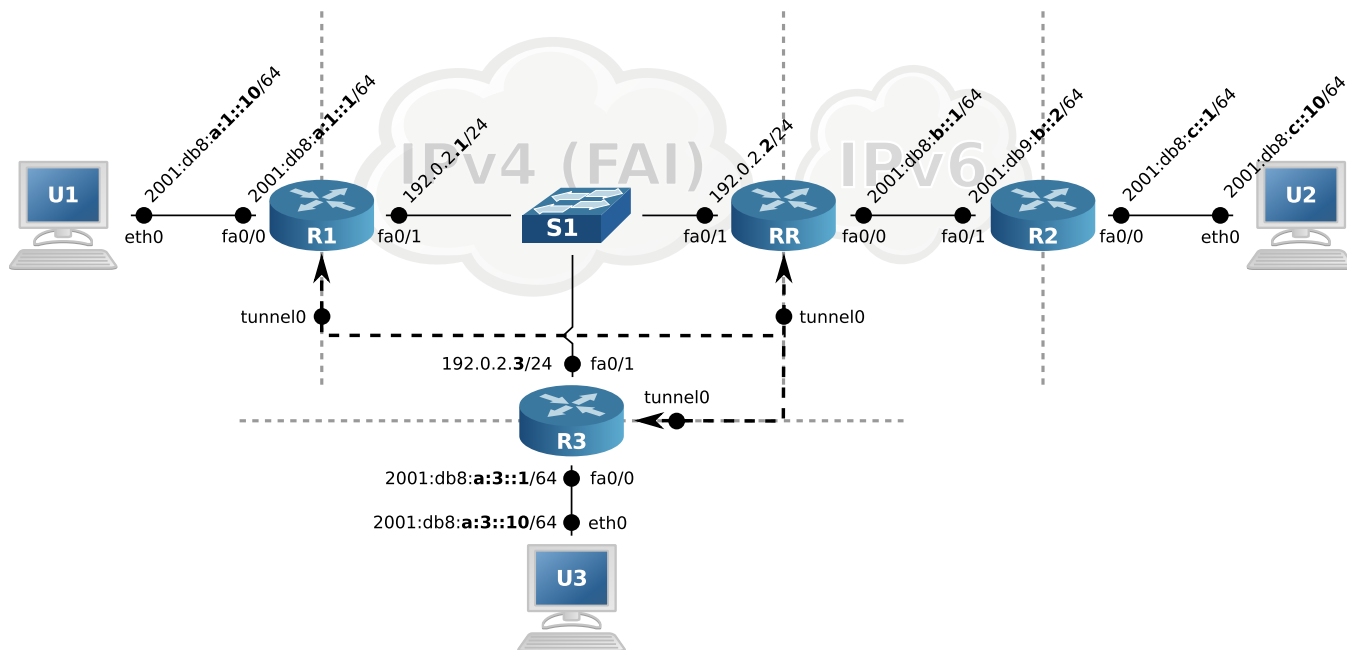 2001:db8:a:1::10/64
2001:db8:a:1::1/64
192.0.2.1/24
192.0.2.2/24
2001:db8:b::1/64
2001:db9:b::2/64
2001:db8:c::1/64
2001:db8:c::10/64
IPv4 (FAI)
IPv6
U1
U2
eth0
fa0/0
R1
fa0/1
S1
fa0/1
RR
fa0/0
fa0/1
R2
fa0/0
eth0
tunnel0
tunnel0
192.0.2.3/24
fa0/1
tunnel0
R3
2001:db8:a:3::1/64
fa0/0
2001:db8:a:3::10/64
eth0
U3